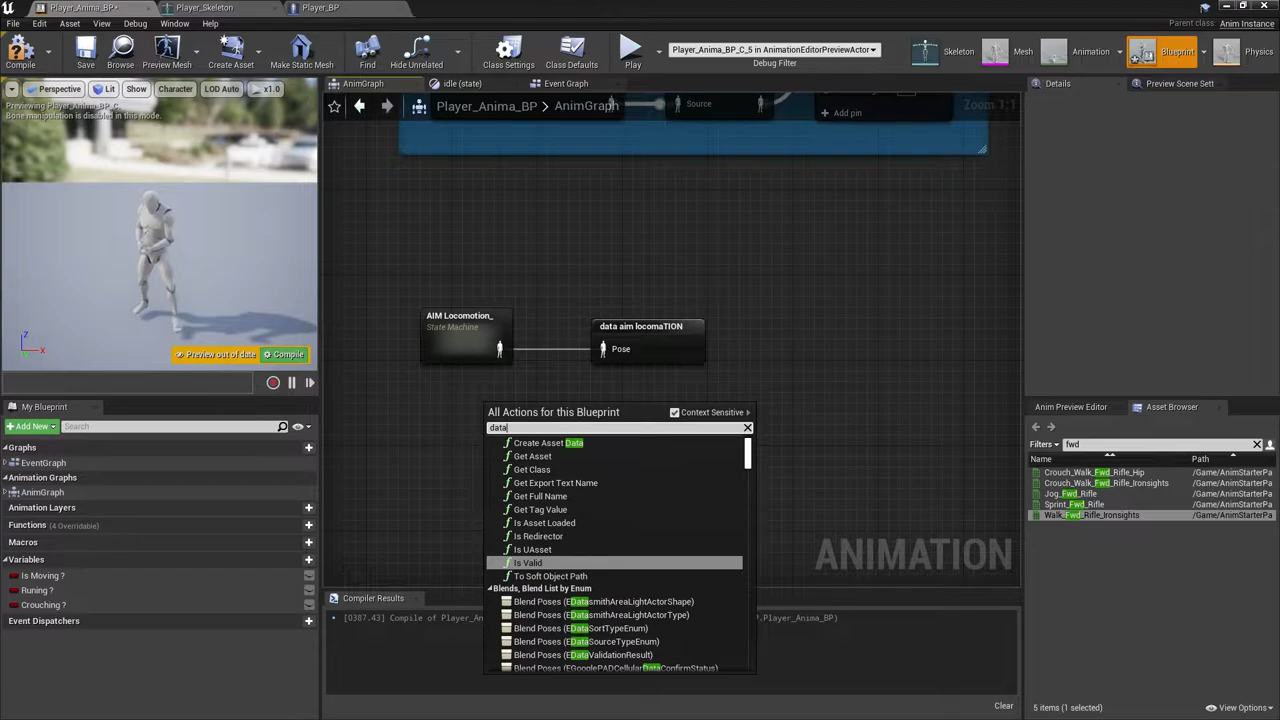 Player_Anima_BP*
Player_Skeleton
Player_BP
File Edit Asset View Debug Window Help
Parent class: Anim Instance
Compile
Save
Browse
Preview Mesh
Create Asset
Make Static Mesh
Find
Hide Unrelated
Class Settings
Class Defaults
Play
Player_Anima_BP_C_5 in AnimationEditorPreviewActor
Debug Filter
Skeleton
Mesh
Animation
Blueprint
Physics
Perspective Lit Show Character LOD Auto x1.0
Previewing Player_Anima_BP_C.
Bone manipulation is disabled in this mode.
Preview out of date Compile
AnimGraph
idle (state)
Event Graph
Player_Anima_BP > AnimGraph
Zoom 1:1
Source
Add pin
AIM Locomotion_
State Machine
data aim locomaTION
Pose
All Actions for this Blueprint
Context Sensitive
data
Create Asset Data
Get Asset
Get Class
Get Export Text Name
Get Full Name
Get Tag Value
Is Asset Loaded
Is Redirector
Is UAsset
Is Valid
To Soft Object Path
Blends, Blend List by Enum
Blend Poses (EDatasmithAreaLightActorShape)
Blend Poses (EDatasmithAreaLightActorType)
Blend Poses (EDataSortTypeEnum)
Blend Poses (EDataSourceTypeEnum)
Blend Poses (EDataValidationResult)
Blend Poses (EGooglePADCellularDataConfirmStatus)
ANIMATION
My Blueprint
Add New
Search
Graphs
EventGraph
Animation Graphs
AnimGraph
Animation Layers
Functions (4 Overridable)
Macros
Variables
Is Moving ?
Runing ?
Crouching ?
Event Dispatchers
Compiler Results
[0387.43] Compile of Player_An
P.Player_Anima_BP)
Clear
Details
Preview Scene Set
Anim Preview Editor
Asset Browser
Filters
fwd
Name
Path
Crouch_Walk_Fwd_Rifle_Hip /Game/AnimStarterPa
Crouch_Walk_Fwd_Rifle_Ironsights /Game/AnimStarterPa
Jog_Fwd_Rifle /Game/AnimStarterPa
Sprint_Fwd_Rifle /Game/AnimStarterPa
Walk_Fwd_Rifle_Ironsights /Game/AnimStarterPa
5 items (1 selected)
View Options